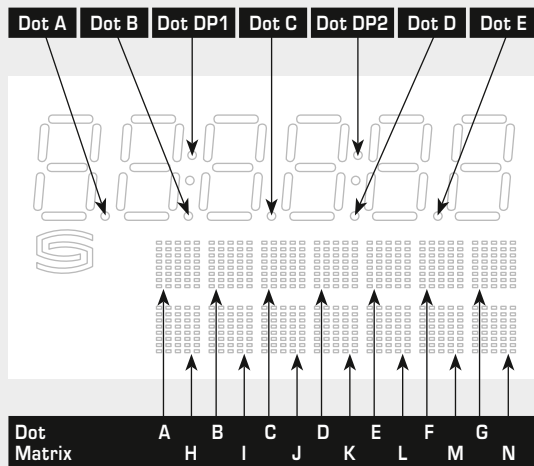 Dot A Dot B Dot DP1 Dot C Dot DP2 Dot D Dot E
Dot A B C D E F G
Matrix H I J K L M N